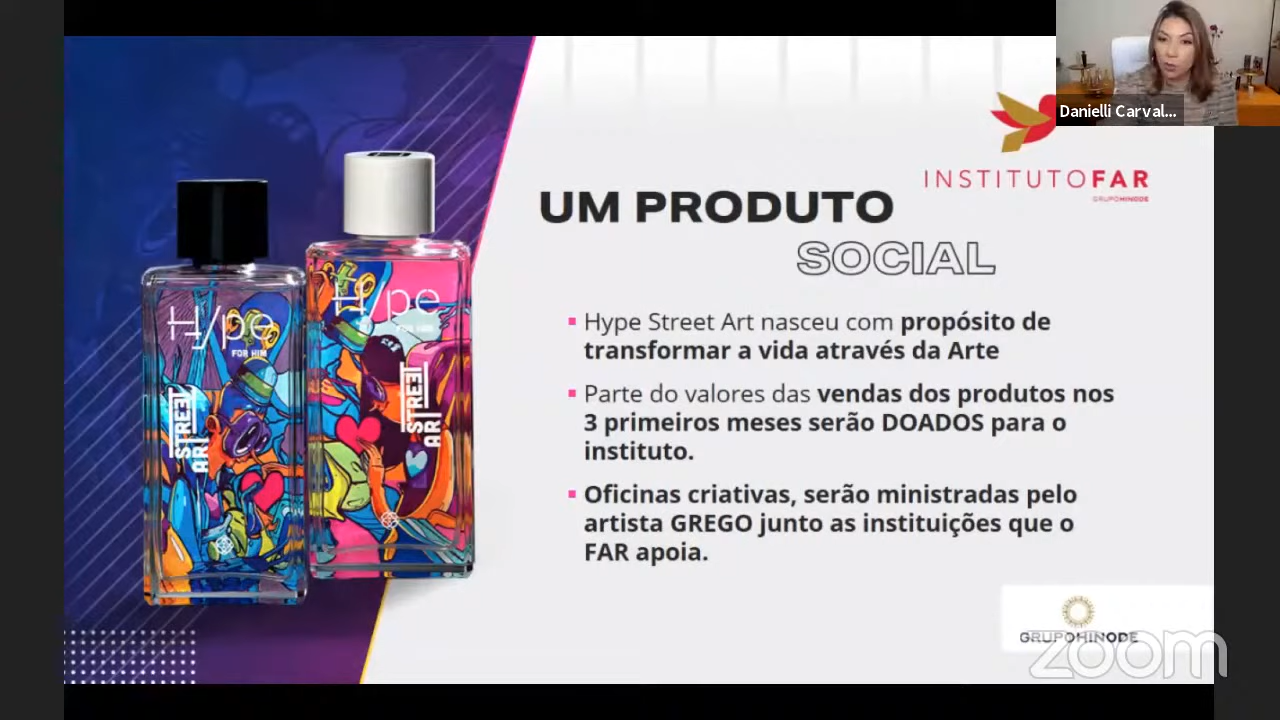 Danielli Carval...
INSTITUTOFAR
GRUPOHINODE
UM PRODUTO
SOCIAL
Hype Street Art nasceu com propósito de
transformar a vida através da Arte
Parte do valores das vendas dos produtos nos
3 primeiros meses serão DOADOS para o
instituto.
Oficinas criativas, serão ministradas pelo
artista GREGO junto as instituições que o
FAR apoia.
H/pe
FOR HIM
STREET
ART
H/pe
FOR HIM
STREET
ART
GRUPOHINODE
zoom